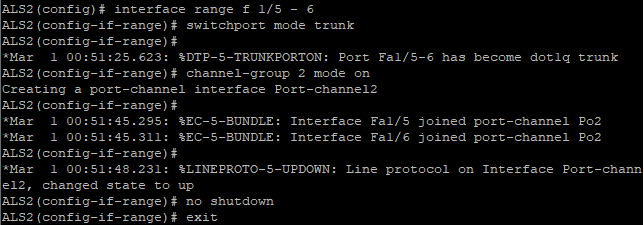 ALS2(config)# interface range f 1/5 - 6
ALS2(config-if-range)# switchport mode trunk
ALS2(config-if-range)#
*Mar  1 00:51:25.623: %DTP-5-TRUNKPORTON: Port Fa1/5-6 has become dot1q trunk
ALS2(config-if-range)# channel-group 2 mode on
Creating a port-channel interface Port-channel2
ALS2(config-if-range)#
*Mar  1 00:51:45.295: %EC-5-BUNDLE: Interface Fa1/5 joined port-channel Po2
*Mar  1 00:51:45.311: %EC-5-BUNDLE: Interface Fa1/6 joined port-channel Po2
ALS2(config-if-range)#
*Mar  1 00:51:48.231: %LINEPROTO-5-UPDOWN: Line protocol on Interface Port-chann
el2, changed state to up
ALS2(config-if-range)# no shutdown
ALS2(config-if-range)# exit